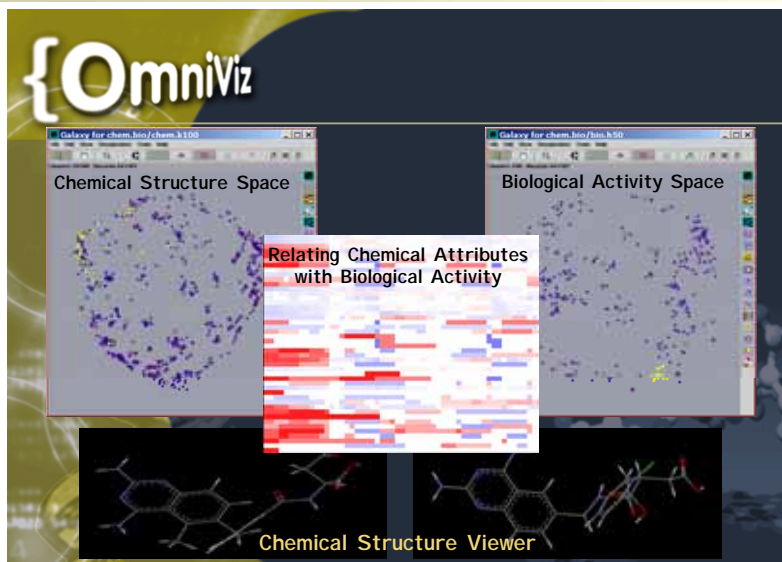 {OmniViz
Galaxy for chem.bio/chem.k100
Chemical Structure Space
Galaxy for chem.bio/bio.h50
Biological Activity Space
Relating Chemical Attributes
with Biological Activity
Chemical Structure Viewer